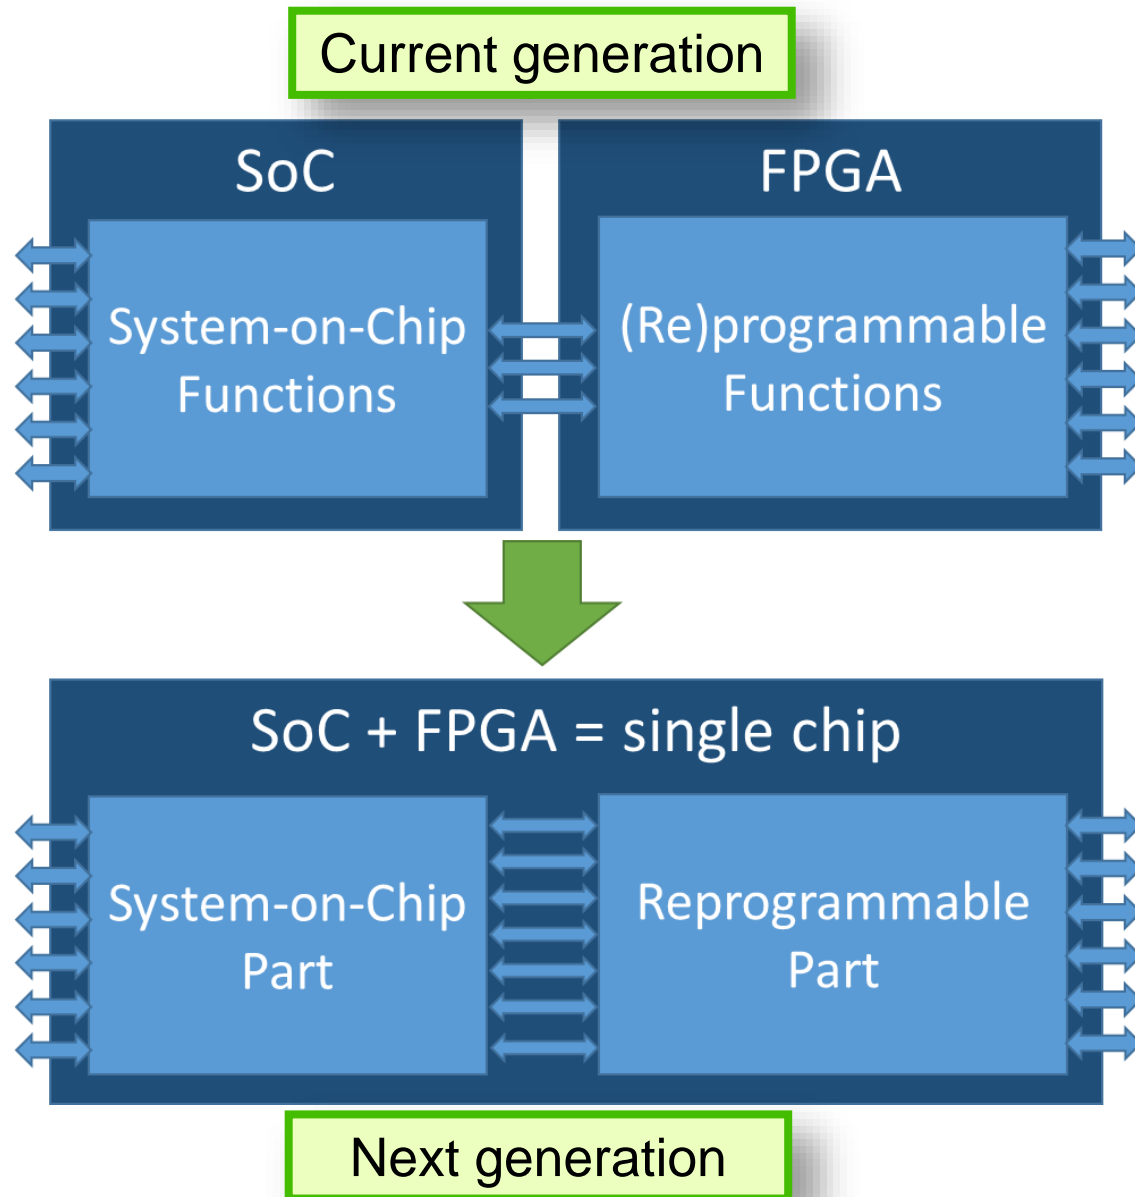 Current generation
SoC
System-on-Chip
Functions
FPGA
(Re)programmable
Functions
SoC + FPGA = single chip
System-on-Chip
Part
Reprogrammable
Part
Next generation